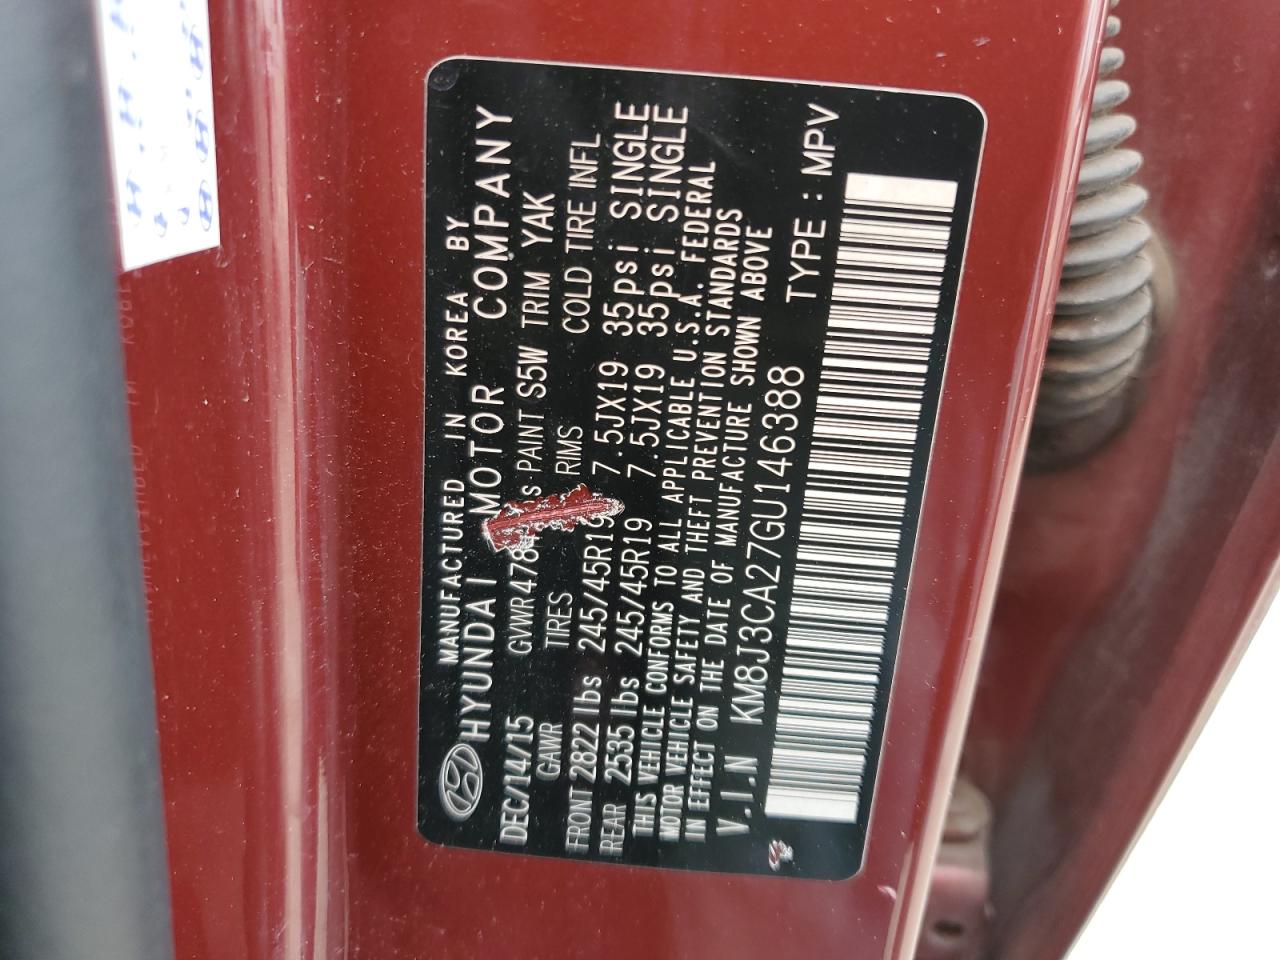 MANUFACTURED IN KOREA BY
HYUNDAI MOTOR COMPANY
DEC/14/15 GVWR 478 s PAINT S5W TRIM YAK
GAWR TIRES RIMS COLD TIRE INFL
FRONT 2822 lbs 245/45R19 7.5JX19 35psi SINGLE
REAR 2535 lbs 245/45R19 7.5JX19 35psi SINGLE
THIS VEHICLE CONFORMS TO ALL APPLICABLE U.S.A. FEDERAL
MOTOR VEHICLE SAFETY AND THEFT PREVENTION STANDARDS
IN EFFECT ON THE DATE OF MANUFACTURE SHOWN ABOVE
V.I.N KM8J3CA27GU146388 TYPE : MPV